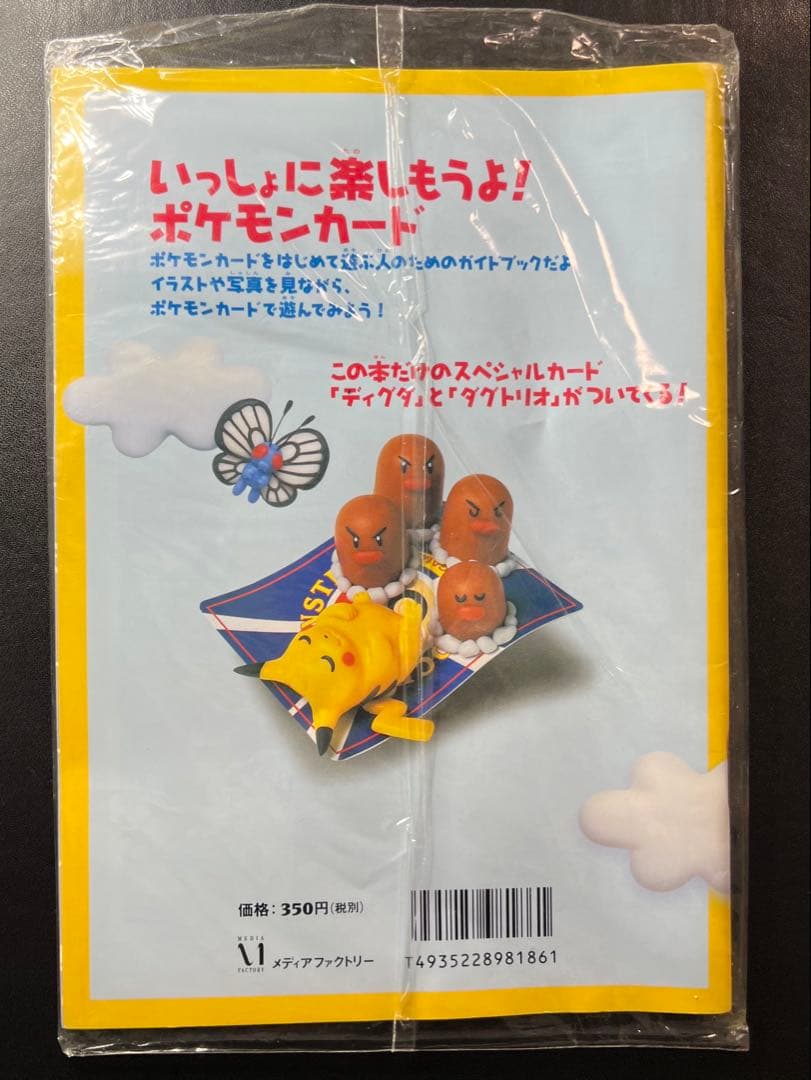 いっしょに楽しもうよ!
ポケモンカード
ポケモンカードをはじめて遊ぶ人のためのガイドブックだよ
イラストや写真を見ながら、
ポケモンカードで遊んでみよう!
この本だけのスペシャルカード
「ディグダ」と「ダグトリオ」がついてくる!
価格:350円(税別)
MEDIA
FACTORY
メディアファクトリー
T4935228981861